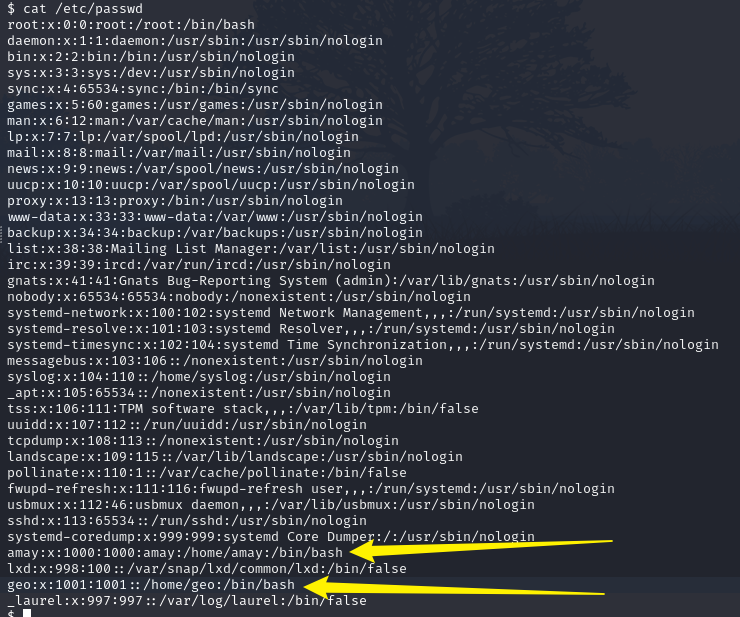 $ cat /etc/passwd
root:x:0:0:root:/root:/bin/bash
daemon:x:1:1:daemon:/usr/sbin:/usr/sbin/nologin
bin:x:2:2:bin:/bin:/usr/sbin/nologin
sys:x:3:3:sys:/dev:/usr/sbin/nologin
sync:x:4:65534:sync:/bin:/bin/sync
games:x:5:60:games:/usr/games:/usr/sbin/nologin
man:x:6:12:man:/var/cache/man:/usr/sbin/nologin
lp:x:7:7:lp:/var/spool/lpd:/usr/sbin/nologin
mail:x:8:8:mail:/var/mail:/usr/sbin/nologin
news:x:9:9:news:/var/spool/news:/usr/sbin/nologin
uucp:x:10:10:uucp:/var/spool/uucp:/usr/sbin/nologin
proxy:x:13:13:proxy:/bin:/usr/sbin/nologin
www-data:x:33:33:www-data:/var/www:/usr/sbin/nologin
backup:x:34:34:backup:/var/backups:/usr/sbin/nologin
list:x:38:38:Mailing List Manager:/var/list:/usr/sbin/nologin
irc:x:39:39:ircd:/var/run/ircd:/usr/sbin/nologin
gnats:x:41:41:Gnats Bug-Reporting System (admin):/var/lib/gnats:/usr/sbin/nologin
nobody:x:65534:65534:nobody:/nonexistent:/usr/sbin/nologin
systemd-network:x:100:102:systemd Network Management,,,:/run/systemd:/usr/sbin/nologin
systemd-resolve:x:101:103:systemd Resolver,,,:/run/systemd:/usr/sbin/nologin
systemd-timesync:x:102:104:systemd Time Synchronization,,,:/run/systemd:/usr/sbin/nologin
messagebus:x:103:106::/nonexistent:/usr/sbin/nologin
syslog:x:104:110::/home/syslog:/usr/sbin/nologin
_apt:x:105:65534::/nonexistent:/usr/sbin/nologin
tss:x:106:111:TPM software stack,,,:/var/lib/tpm:/bin/false
uuidd:x:107:112::/run/uuidd:/usr/sbin/nologin
tcpdump:x:108:113::/nonexistent:/usr/sbin/nologin
landscape:x:109:115::/var/lib/landscape:/usr/sbin/nologin
pollinate:x:110:1::/var/cache/pollinate:/bin/false
fwupd-refresh:x:111:116:fwupd-refresh user,,,:/run/systemd:/usr/sbin/nologin
usbmux:x:112:46:usbmux daemon,,,:/var/lib/usbmux:/usr/sbin/nologin
sshd:x:113:65534::/run/sshd:/usr/sbin/nologin
systemd-coredump:x:999:999:systemd Core Dumper:/:/usr/sbin/nologin
amay:x:1000:1000:amay:/home/amay:/bin/bash
lxd:x:998:100::/var/snap/lxd/common/lxd:/bin/false
geo:x:1001:1001::/home/geo:/bin/bash
_laurel:x:997:997::/var/log/laurel:/bin/false
$